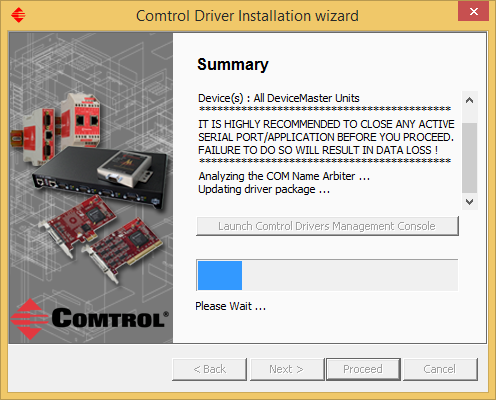 Comtrol Driver Installation wizard
Summary
Device(s) : All DeviceMaster Units
**************************************************
IT IS HIGHLY RECOMMENDED TO CLOSE ANY ACTIVE
SERIAL PORT/APPLICATION BEFORE YOU PROCEED.
FAILURE TO DO SO WILL RESULT IN DATA LOSS !
**************************************************
Analyzing the COM Name Arbiter ...
Updating driver package ...
Launch Comtrol Drivers Management Console
Please Wait ...
COMTROL®
< Back
Next >
Proceed
Cancel